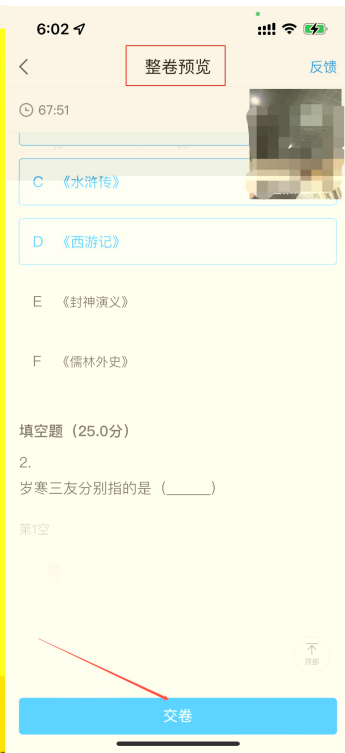 6:02
整卷预览
反馈
67:51
C 《水浒传》
D 《西游记》
E 《封神演义》
F 《儒林外史》
填空题（25.0分）
2.
岁寒三友分别指的是（______）
第1空
顶部
交卷